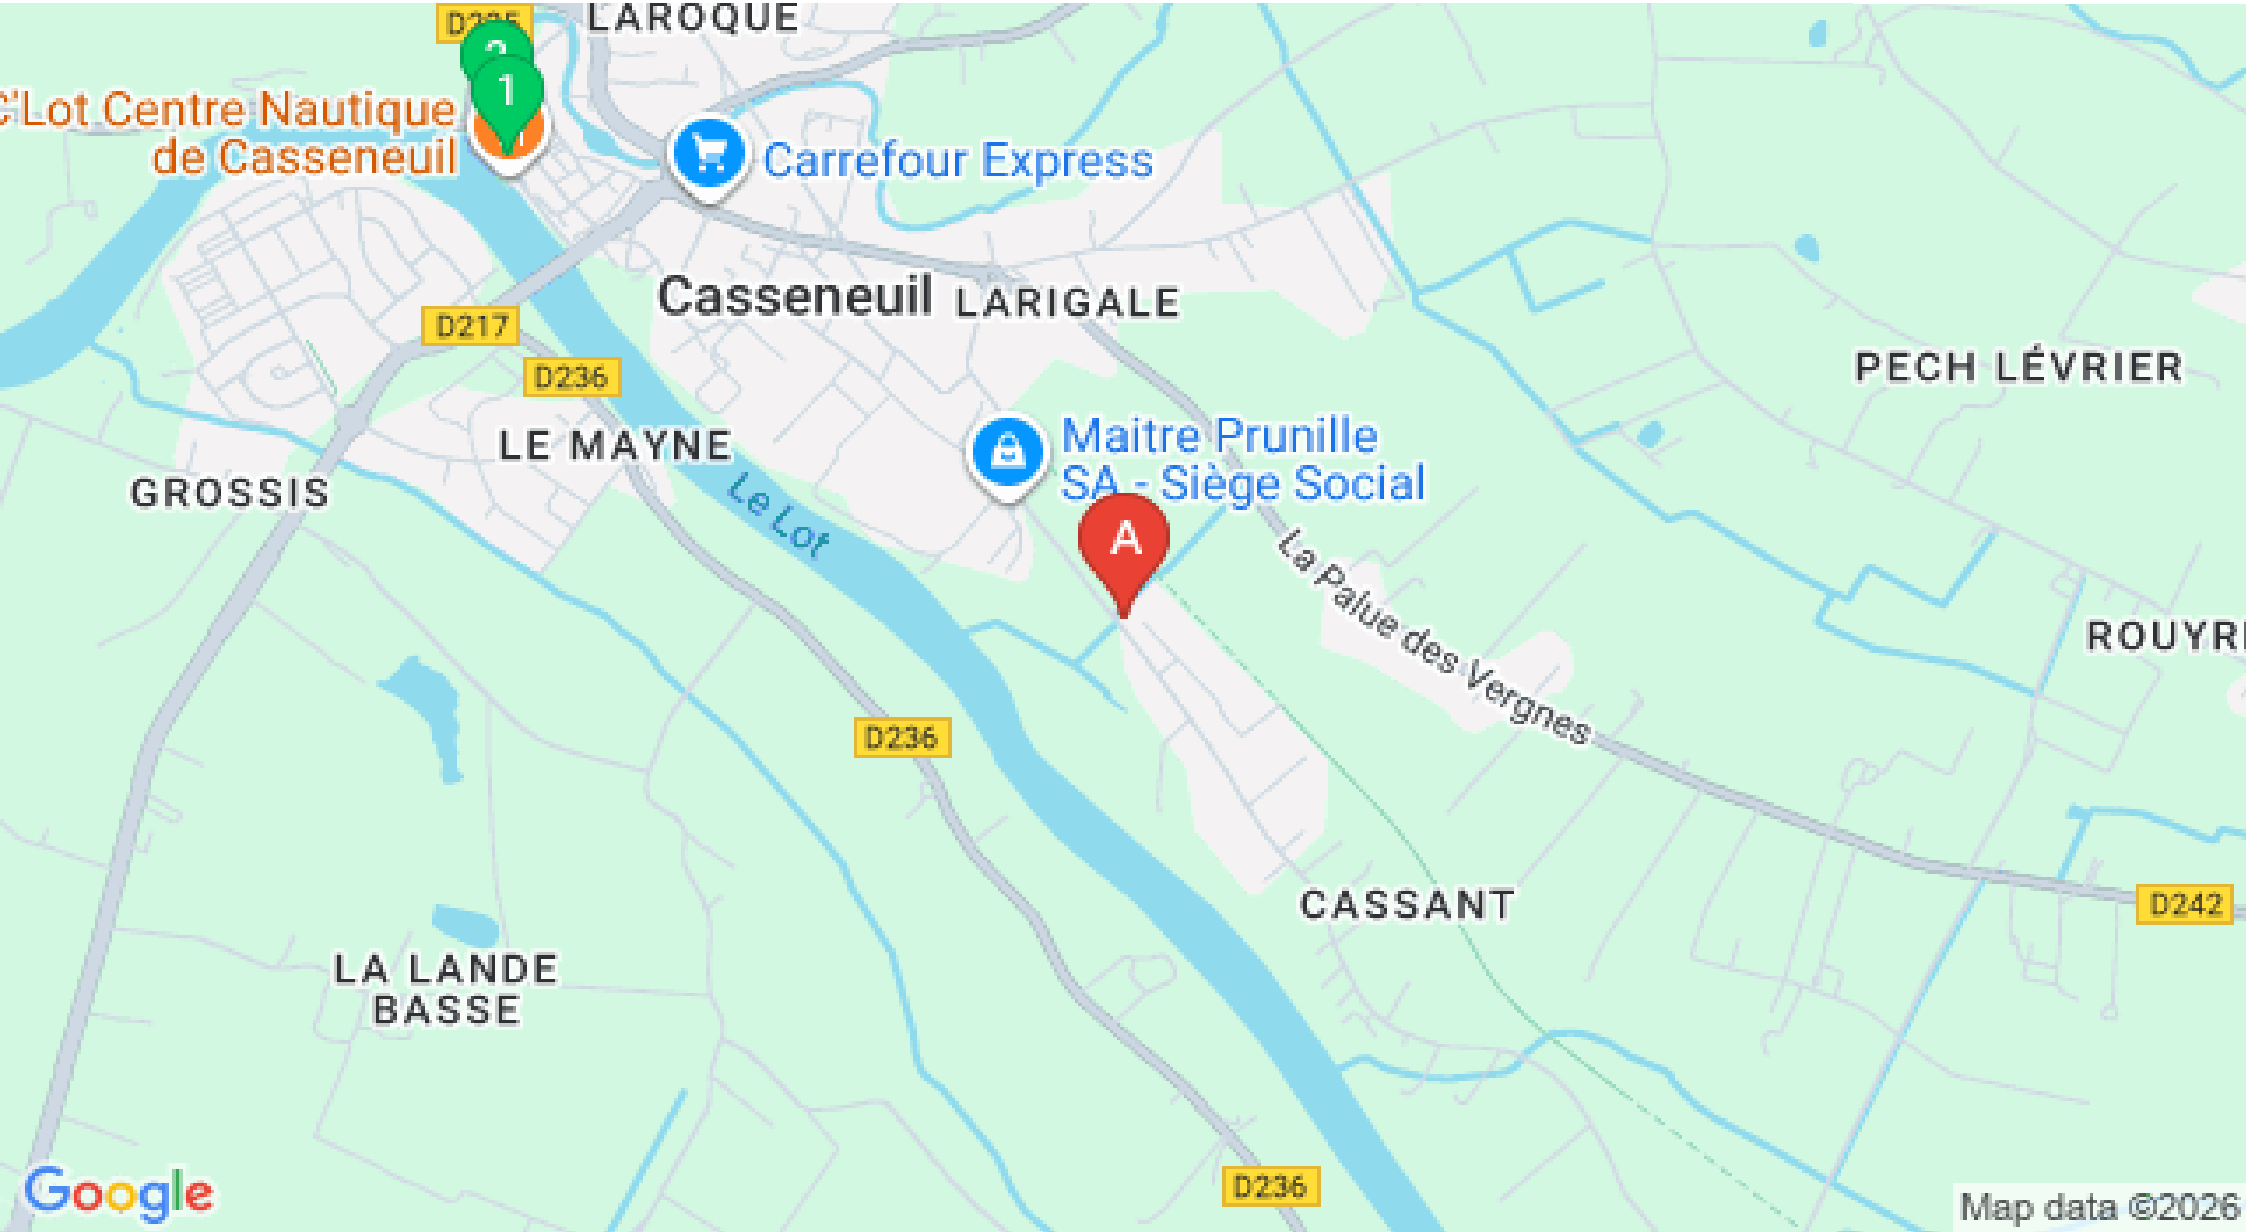 LAROQUE
1
C'Lot Centre Nautique
de Casseneuil
Carrefour Express
Casseneuil
LARIGALE
D217
D236
PECH LÉVRIER
LE MAYNE
Maitre Prunille
SA - Siège Social
GROSSIS
Le Lot
A
La Palue des Vergnes
D236
CASSANT
D242
LA LANDE
BASSE
D236
Google
Map data ©2026